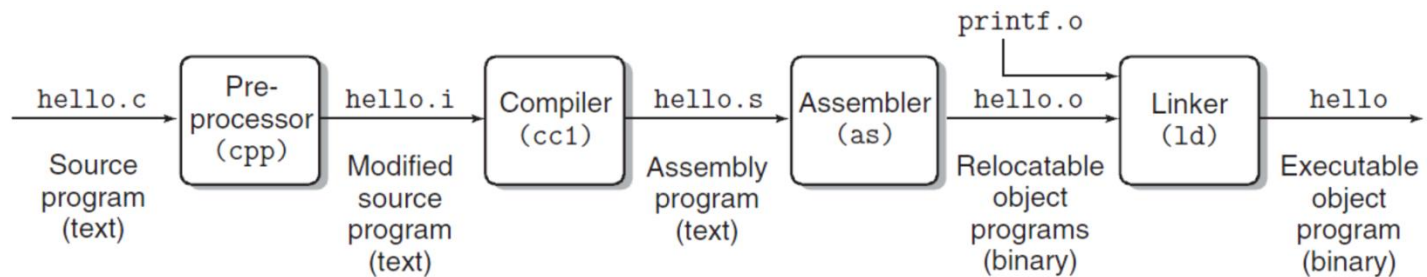 printf.o
hello.c
Pre-
processor
(cpp)
hello.i
Compiler
(cc1)
hello.s
Assembler
(as)
hello.o
Linker
(ld)
hello
Source
program
(text)
Modified
source
program
(text)
Assembly
program
(text)
Relocatable
object
programs
(binary)
Executable
object
program
(binary)